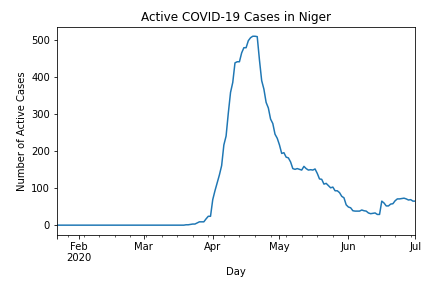 Active COVID-19 Cases in Niger
500
400
300
200
100
0
Number of Active Cases
Feb Mar Apr May Jun Jul
2020
Day